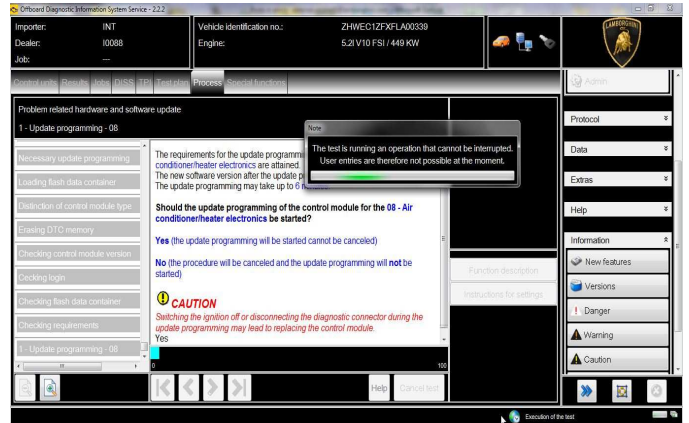 Offboard Diagnostic Information System Service - 2.2.2
Importer: INT
Dealer: I0088
Job: ---
Vehicle identification no.: ZHWEC1ZFXFLA00339
Engine: 5.2l V10 FSI / 449 KW
LAMBORGHINI
Control units Results Jobs DISS TPI Test plan Process Special functions
Problem related hardware and software update
1 - Update programming - 08
Necessary update programming
Loading flash data container
Distinction of control module type
Erasing DTC memory
Checking control module version
Cecking login
Checking flash data container
Checking requirements
1 - Update programming - 08
The requirements for the update programmi
conditioner/heater electronics are attained.
The new software version after the update p
The update programming may take up to 6
Should the update programming of the control module for the 08 - Air
conditioner/heater electronics be started?
Yes (the update programming will be started cannot be canceled)
No (the procedure will be canceled and the update programming will not be
started)
CAUTION
Switching the ignition off or disconnecting the diagnostic connector during the
update programming may lead to replacing the control module.
Yes
0 100
Help Cancel test
Note
The test is running an operation that cannot be interrupted.
User entries are therefore not possible at the moment.
Function description
Instructions for settings
Admin
Protocol
Data
Extras
Help
Information
New features
Versions
Danger
Warning
Caution
Execution of the test